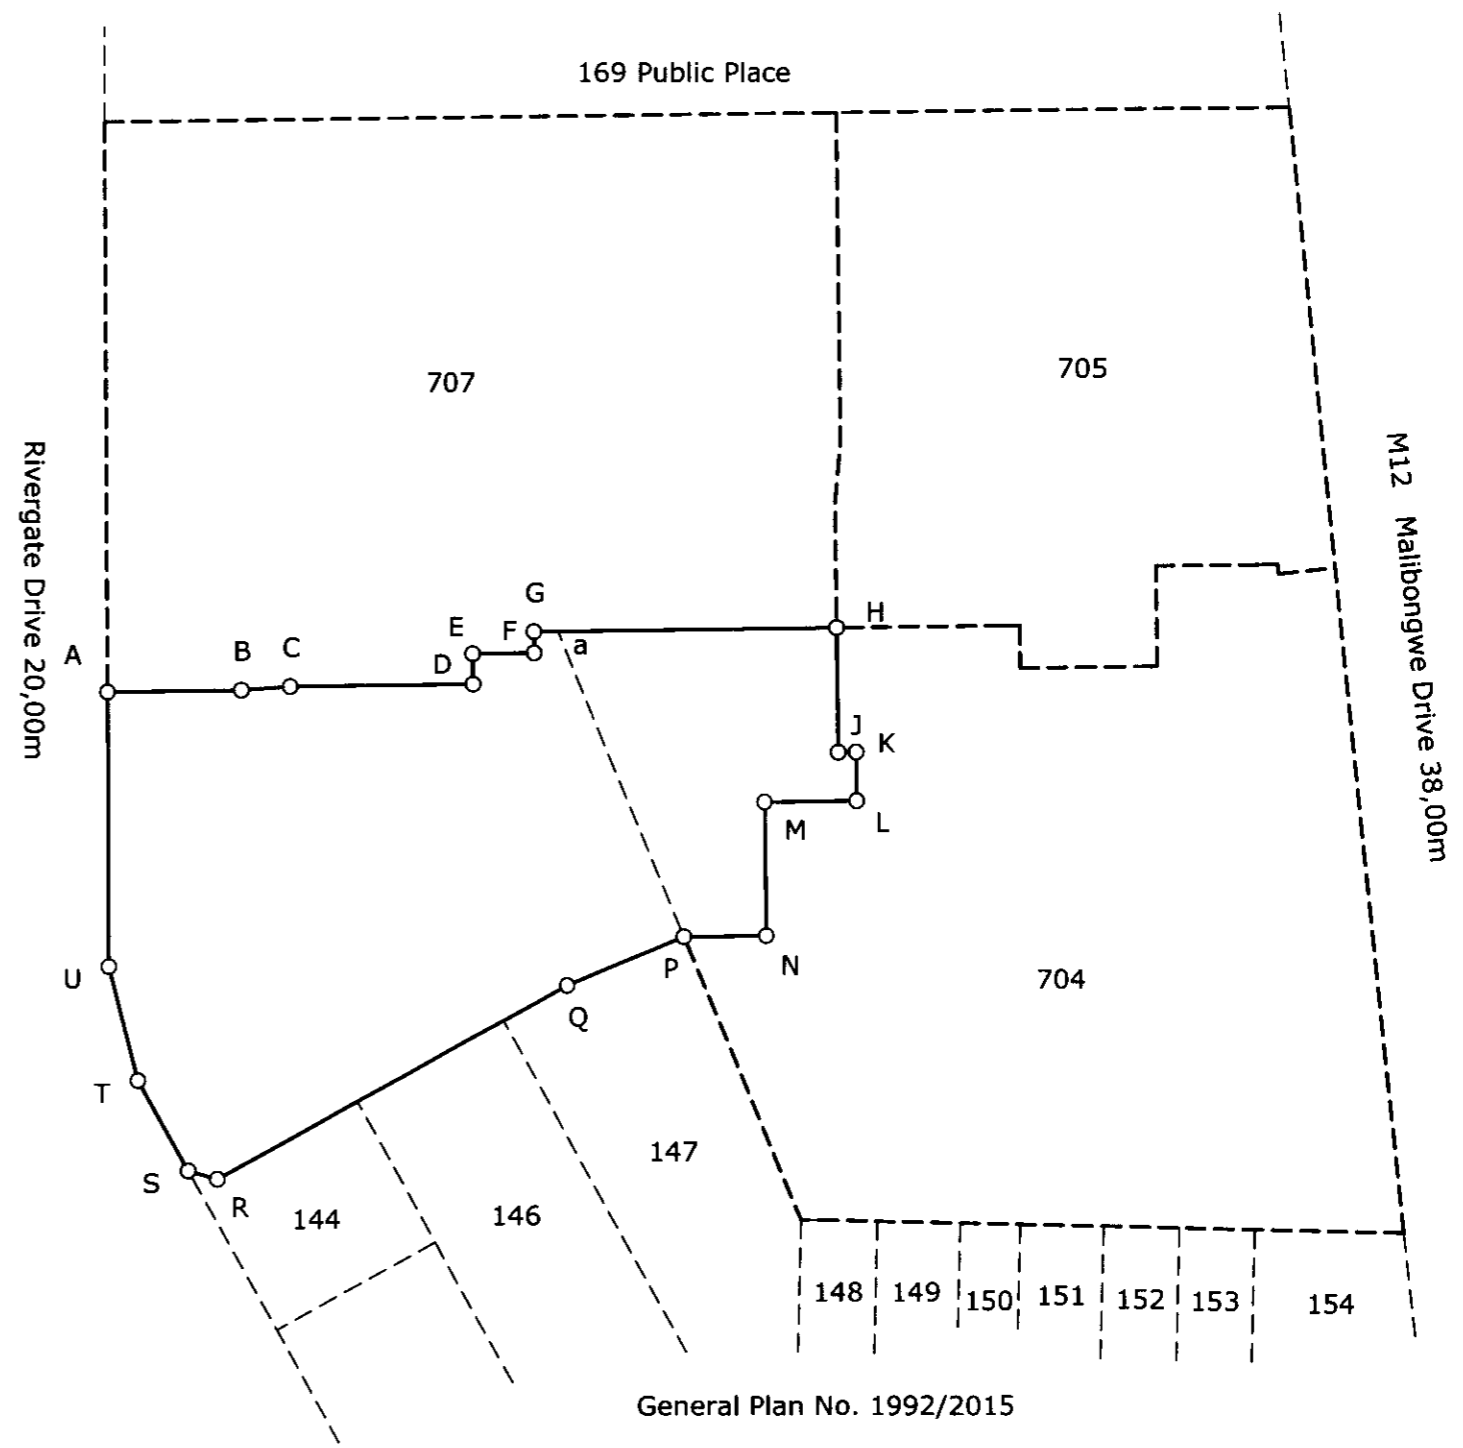 169 Public Place
707
705
Rivergate Drive 20,00m
M12 Malibongwe Drive 38,00m
G
H
A
B
C
E
F
D
a
J
K
M
L
U
P
N
704
Q
T
147
S
R
144
146
148
149
150
151
152
153
154
General Plan No. 1992/2015